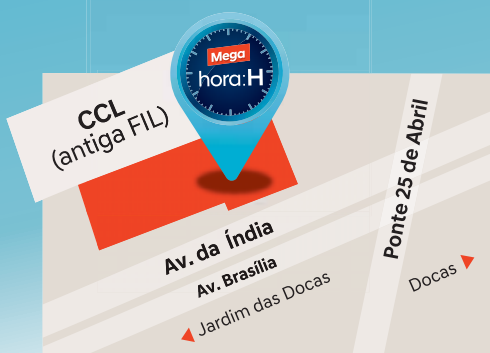 Mega
hora:H
CCL
(antiga FIL)
Ponte 25 de Abril
Av. da Índia
Av. Brasília
Jardim das Docas
Docas